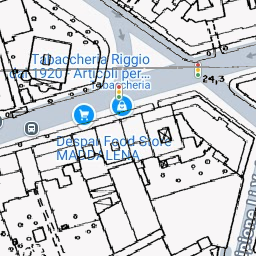 Tabaccheria Riggio
dal 1920 - Articoli per...
tabaccheria
24,3
Despar Food Store
MADDALENA